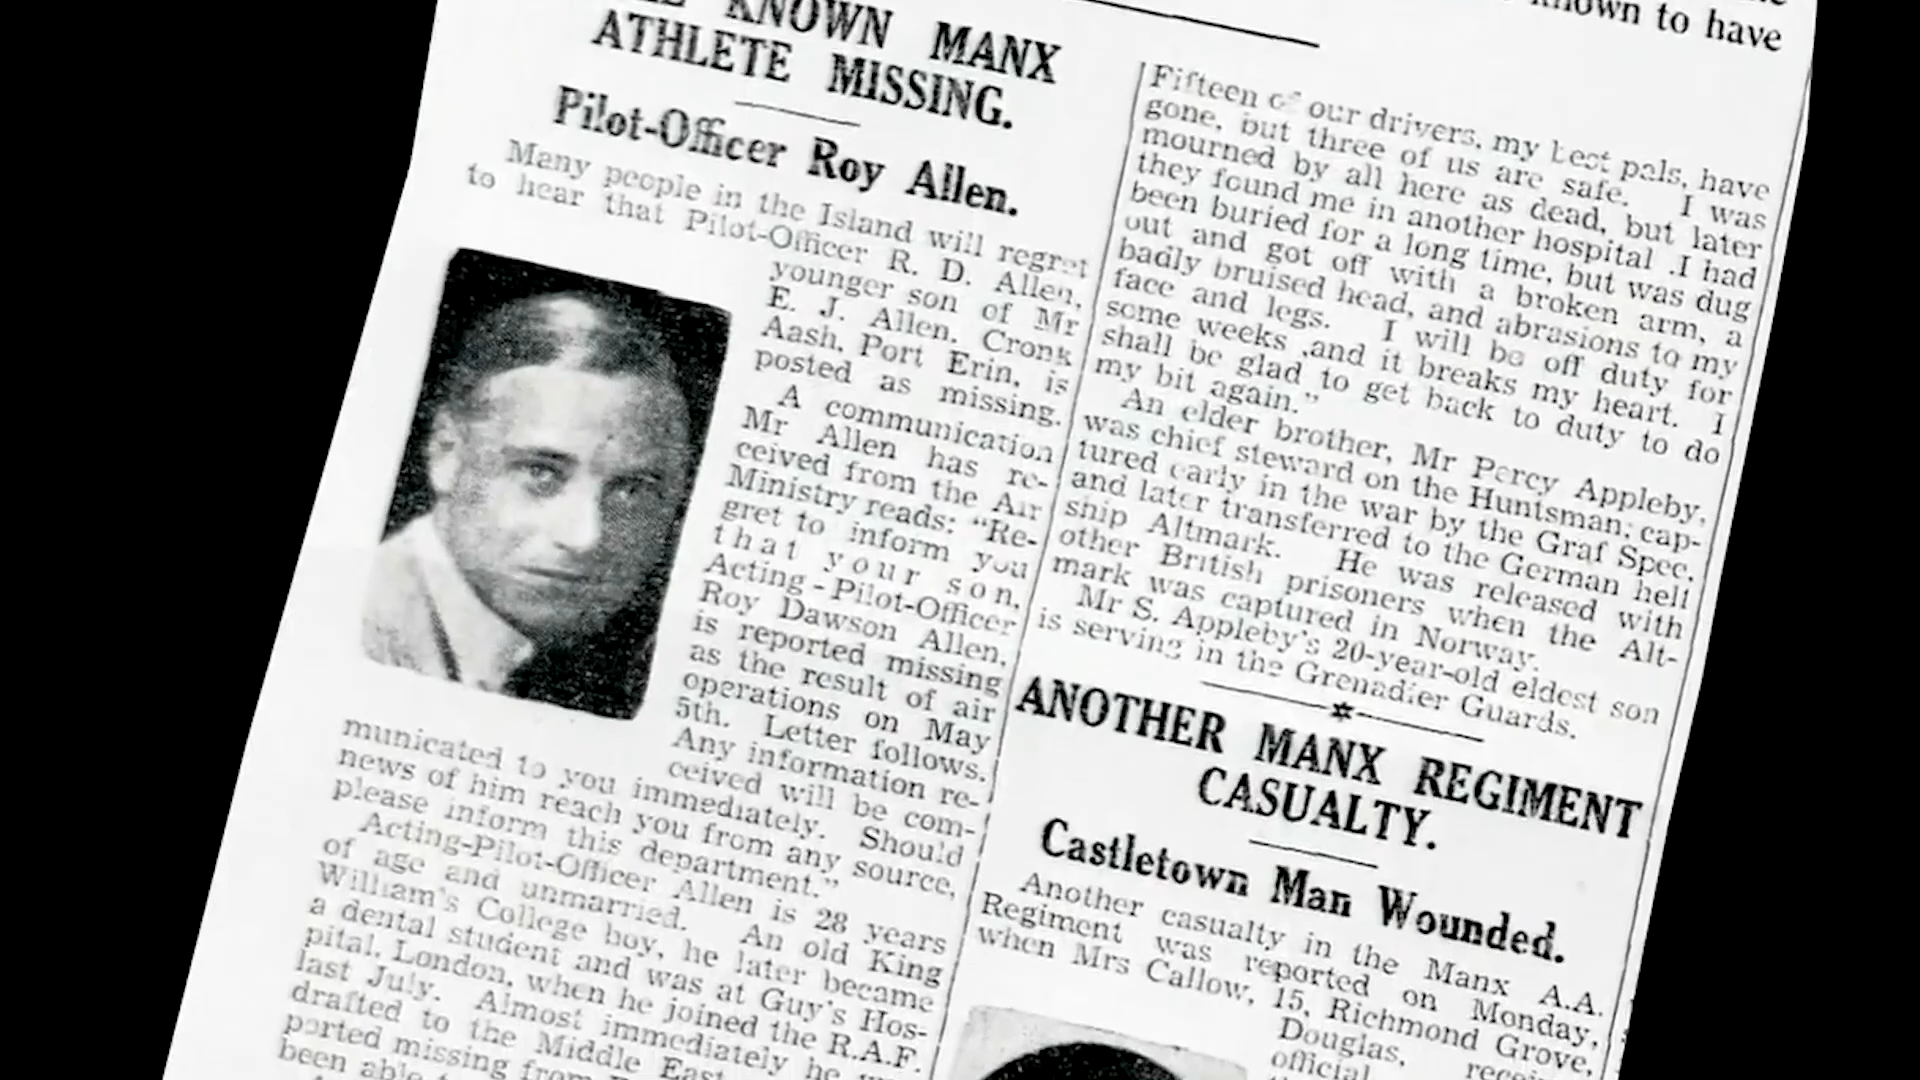 KNOWN MANX
ATHLETE MISSING.
Pilot-Officer Roy Allen.
Many people in the Island will regret
to hear that Pilot-Officer R. D. Allen,
younger son of Mr
E. J. Allen, Cronk
Aash, Port Erin, is
posted as missing.
A communication
Mr Allen has re-
ceived from the Air
Ministry reads: "Re-
gret to inform you
that your son,
Acting-Pilot-Officer
Roy Dawson Allen,
is reported missing
as the result of air
operations on May
5th. Letter follows.
Any information re-
ceived will be com-
municated to you immediately. Should
news of him reach you from any source,
please inform this department."
Acting-Pilot-Officer Allen is 28 years
of age and unmarried. An old King
William's College boy, he later became
a dental student and was at Guy's Hos-
pital, London, when he joined the R.A.F.
last July. Almost immediately he
drafted to the Middle East
ported missing from
been able
known to have
Fifteen of our drivers, my best pals, have
gone, but three of us are safe. I was
mourned by all here as dead, but later
they found me in another hospital .I had
been buried for a long time, but was dug
out and got off with a broken arm, a
badly bruised head, and abrasions to my
face and legs. I will be off duty for
some weeks ,and it breaks my heart. I
shall be glad to get back to duty to do
my bit again."
An elder brother, Mr Percy Appleby,
was chief steward on the Huntsman; cap-
tured early in the war by the Graf Spee,
and later transferred to the German hell
ship Altmark. He was released with
other British prisoners when the Alt-
mark was captured in Norway.
Mr S. Appleby's 20-year-old eldest son
is serving in the Grenadier Guards.
ANOTHER MANX REGIMENT
CASUALTY.
Castletown Man Wounded.
Another casualty in the Manx A.A.
Regiment was reported on Monday,
when Mrs Callow, 15, Richmond Grove,
Douglas,
official